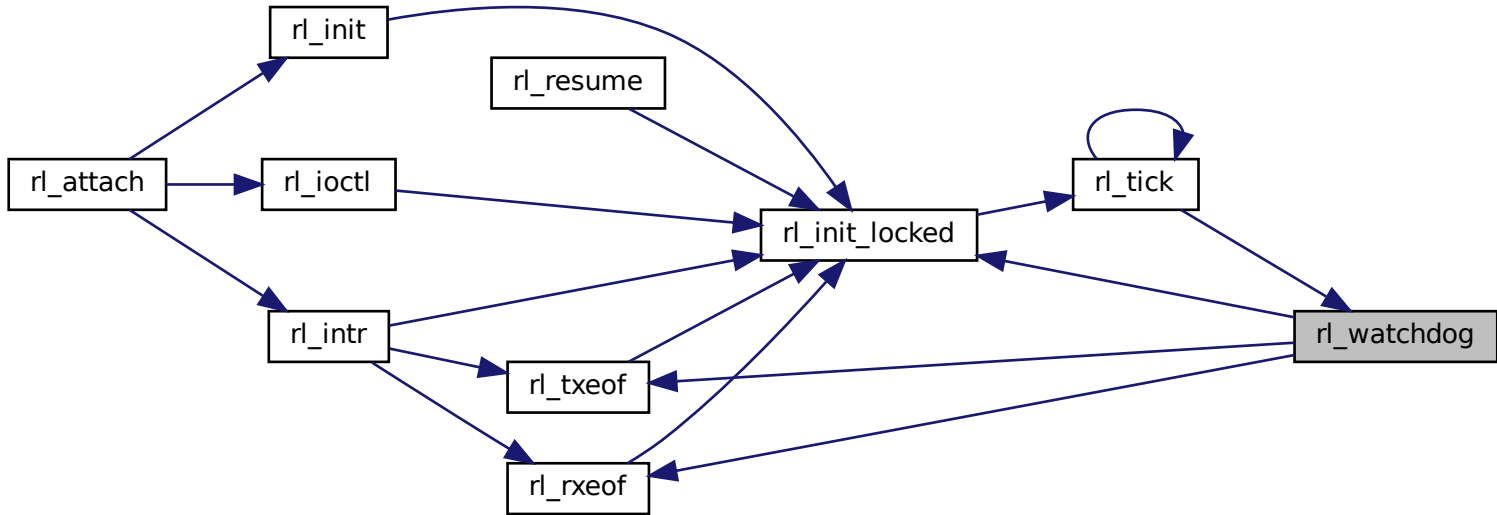 rl_init
rl_resume
rl_attach
rl_ioctl
rl_tick
rl_init_locked
rl_intr
rl_watchdog
rl_txeof
rl_rxeof